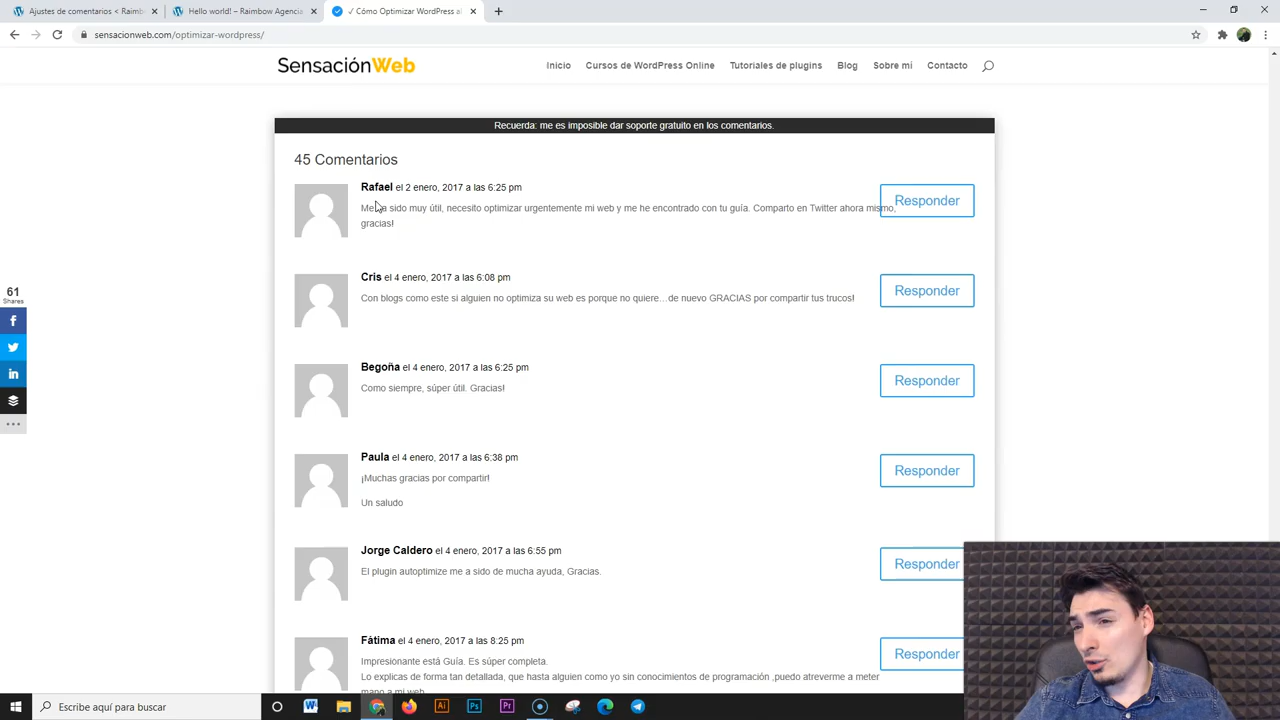 Ajustes de comentarios < Raimb
Hello world! – Raimbow Agencia
✓ Cómo Optimizar WordPress al
sensacionweb.com/optimizar-wordpress/
SensaciónWeb
Inicio
Cursos de WordPress Online
Tutoriales de plugins
Blog
Sobre mi
Contacto
Recuerda: me es imposible dar soporte gratuito en los comentarios.
45 Comentarios
Rafael el 2 enero, 2017 a las 6:25 pm
Me ha sido muy útil, necesito optimizar urgentemente mi web y me he encontrado con tu guía. Comparto en Twitter ahora mismo,
gracias!
Responder
Cris el 4 enero, 2017 a las 6:08 pm
Con blogs como este si alguien no optimiza su web es porque no quiere…de nuevo GRACIAS por compartir tus trucos!
Responder
61
Shares
Begoña el 4 enero, 2017 a las 6:25 pm
Como siempre, súper útil. Gracias!
Responder
Paula el 4 enero, 2017 a las 6:38 pm
¡Muchas gracias por compartir!
Un saludo
Responder
Jorge Caldero el 4 enero, 2017 a las 6:55 pm
El plugin autoptimize me a sido de mucha ayuda, Gracias.
Responder
Fátima el 4 enero, 2017 a las 8:25 pm
Impresionante está Guía. Es súper completa.
Lo explicas de forma tan detallada, que hasta alguien como yo sin conocimientos de programación ,puedo atreverme a meter
mano a mi web
Responder
Escribe aquí para buscar